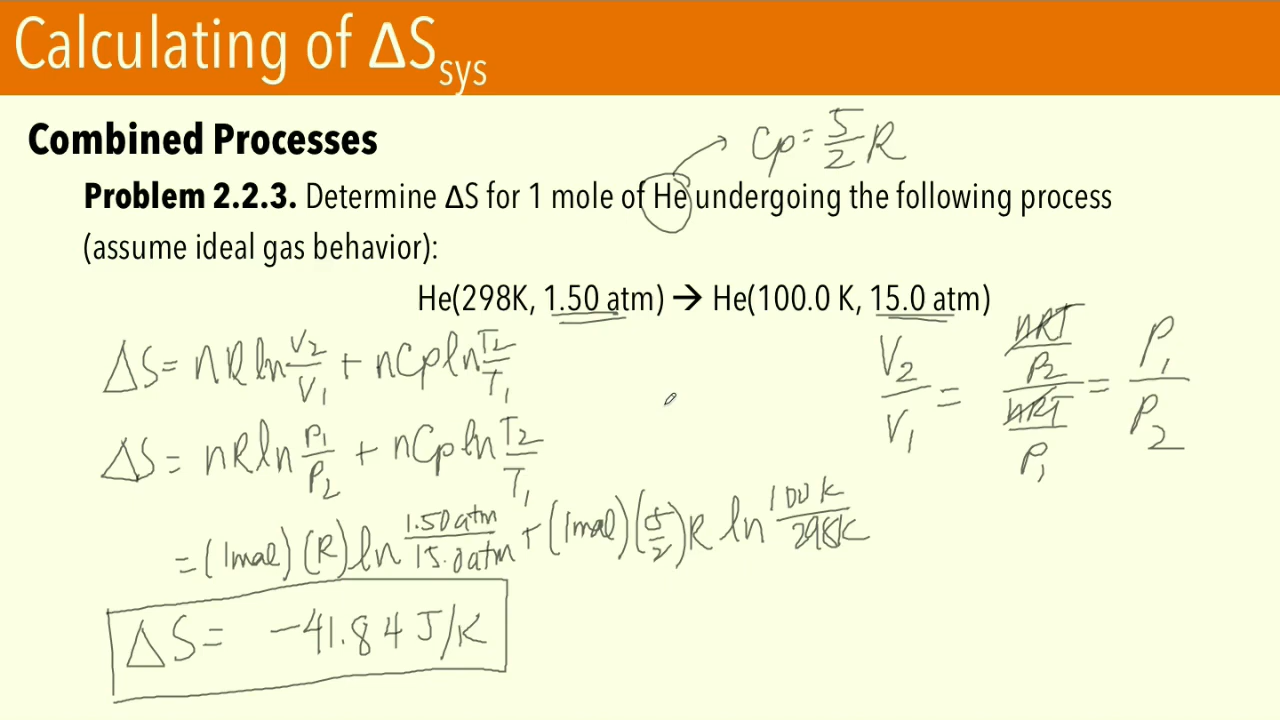 Calculating of ΔSsys
Combined Processes
Cp = 5/2 R
Problem 2.2.3. Determine ΔS for 1 mole of He undergoing the following process
(assume ideal gas behavior):
He(298K, 1.50 atm) → He(100.0 K, 15.0 atm)
ΔS = nR ln V2/V1 + nCp ln T2/T1
V2/V1 = (nRT/P2)/(nRT/P1) = P1/P2
ΔS = nR ln P1/P2 + nCp ln T2/T1
= (1mol)(R) ln 1.50 atm/15.0 atm + (1mol)(5/2)R ln 100K/298K
ΔS = -41.84 J/K